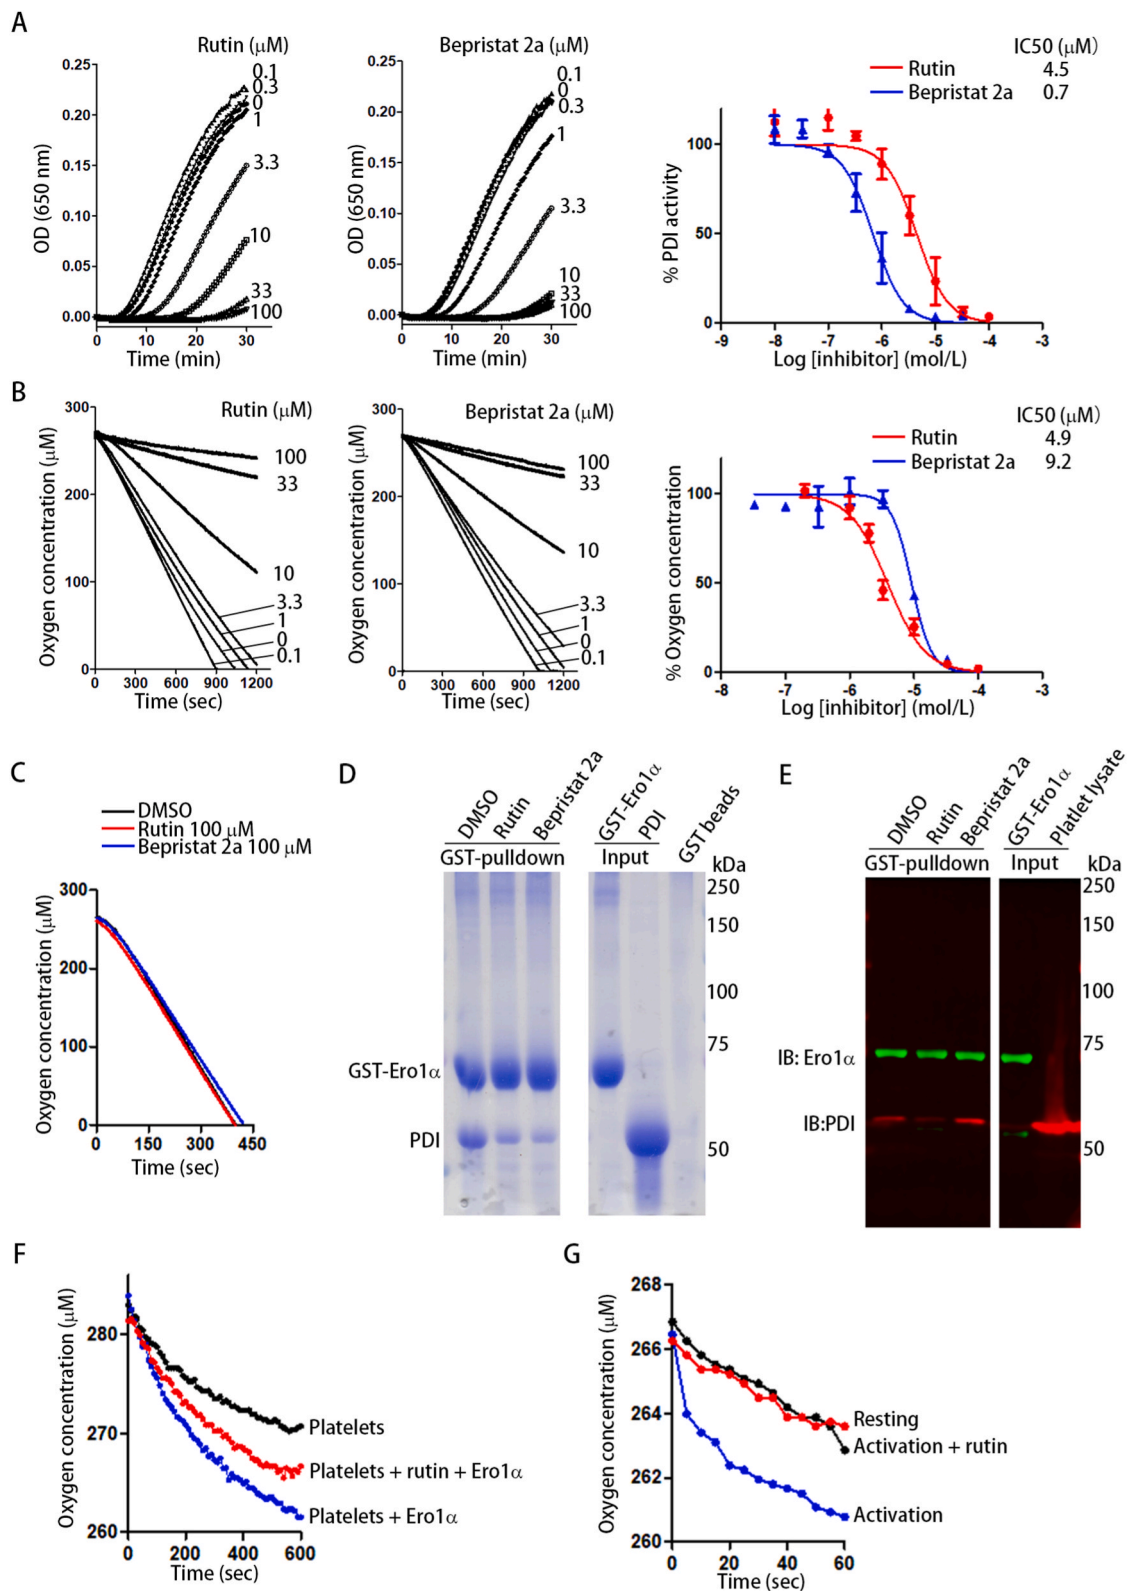 A
Rutin (µM)
0.1
0.3
0
1
3.3
10
33
100
OD (650 nm)
0.25
0.20
0.15
0.10
0.05
0.00
0 10 20 30
Time (min)
Bepristat 2a (µM)
0.1
0
0.3
1
3.3
10
33
100
OD (650 nm)
0.25
0.20
0.15
0.10
0.05
0.00
0 10 20 30
Time (min)
IC50 (µM)
Rutin 4.5
Bepristat 2a 0.7
% PDI activity
100
50
0
-9 -8 -7 -6 -5 -4 -3
Log [inhibitor] (mol/L)
B
Rutin (µM)
100
33
10
3.3
1
0
0.1
Oxygen concentration (µM)
300
200
100
0
0 300 600 900 1200
Time (sec)
Bepristat 2a (µM)
100
33
10
3.3
1
0
0.1
Oxygen concentration (µM)
300
200
100
0
0 300 600 900 1200
Time (sec)
IC50 (µM)
Rutin 4.9
Bepristat 2a 9.2
% Oxygen concentration
100
50
0
-8 -7 -6 -5 -4 -3
Log [inhibitor] (mol/L)
C
DMSO
Rutin 100 µM
Bepristat 2a 100 µM
Oxygen concentration (µM)
300
200
100
0
0 150 300 450
Time (sec)
D
DMSO
Rutin
Bepristat 2a
GST-Ero1α
PDI
GST beads
GST-pulldown
Input
kDa
250
150
100
75
50
GST-Ero1α
PDI
E
DMSO
Rutin
Bepristat 2a
GST-Ero1α
Platlet lysate
GST-pulldown
Input
kDa
250
150
100
75
50
IB: Ero1α
IB:PDI
F
Oxygen concentration (µM)
280
270
260
0 200 400 600
Time (sec)
Platelets
Platelets + rutin + Ero1α
Platelets + Ero1α
G
Oxygen concentration (µM)
268
266
264
262
260
0 20 40 60
Time (sec)
Resting
Activation + rutin
Activation